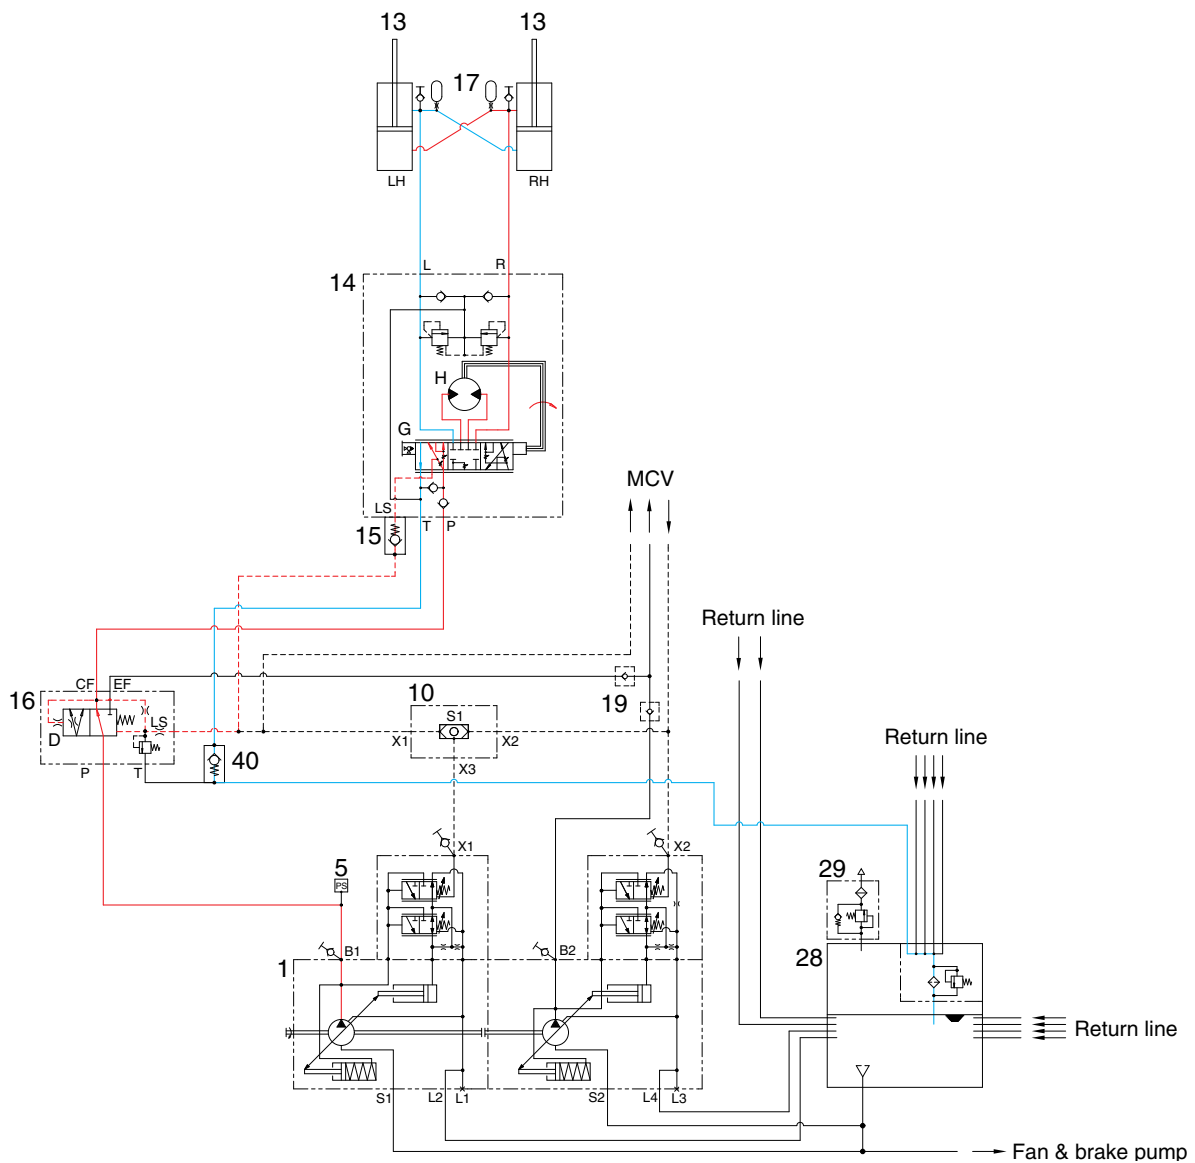 13
13
17
LH
RH
L
R
14
H
G
MCV
LS
T
P
15
Return line
CF
EF
16
19
10
LS
S1
D
X1
X2
Return line
P
T
40
X3
X1
X2
5
PS
29
B1
B2
28
1
Return line
S1
L2
L1
S2
L4
L3
Fan & brake pump